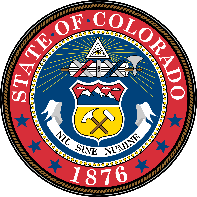 STATE OF COLORADO
NIL SINE NUMINE
1876